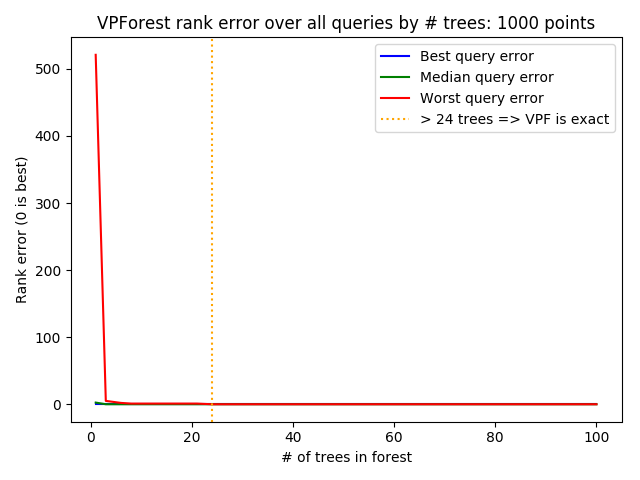 VPForest rank error over all queries by # trees: 1000 points
Best query error
Median query error
Worst query error
> 24 trees => VPF is exact
Rank error (0 is best)
500
400
300
200
100
0
0 20 40 60 80 100
# of trees in forest